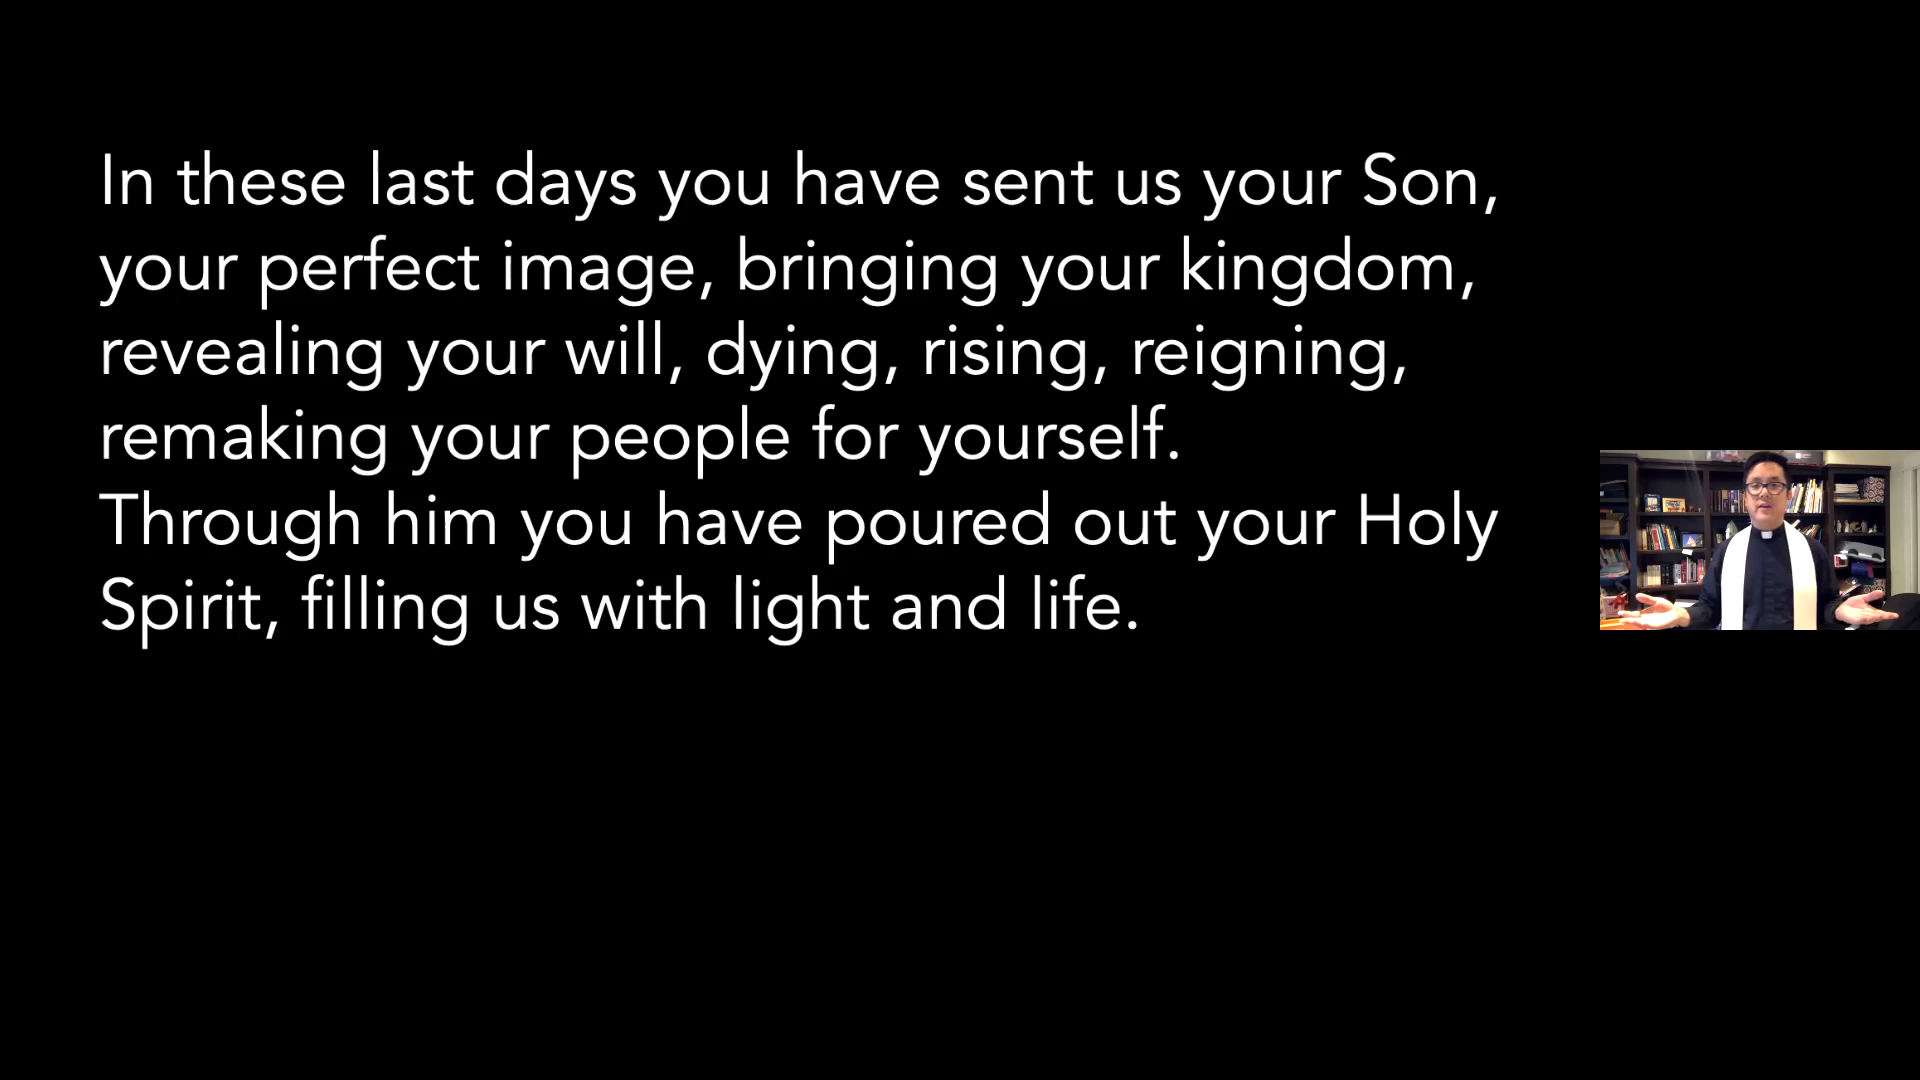 In these last days you have sent us your Son,
your perfect image, bringing your kingdom,
revealing your will, dying, rising, reigning,
remaking your people for yourself.
Through him you have poured out your Holy
Spirit, filling us with light and life.